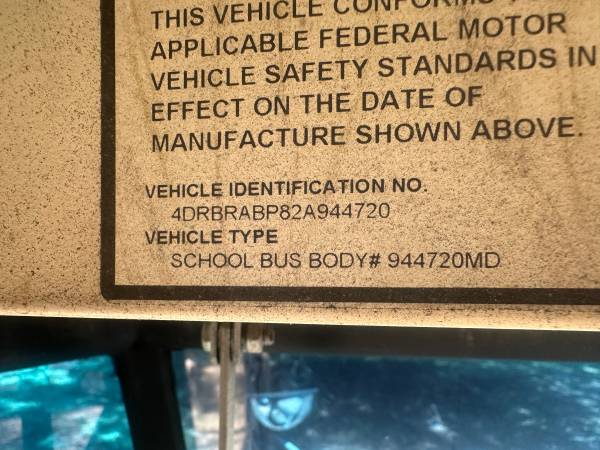 THIS VEHICLE CONFORMS
APPLICABLE FEDERAL MOTOR
VEHICLE SAFETY STANDARDS IN
EFFECT ON THE DATE OF
MANUFACTURE SHOWN ABOVE.
VEHICLE IDENTIFICATION NO.
4DRBRABP82A944720
VEHICLE TYPE
SCHOOL BUS BODY# 944720MD